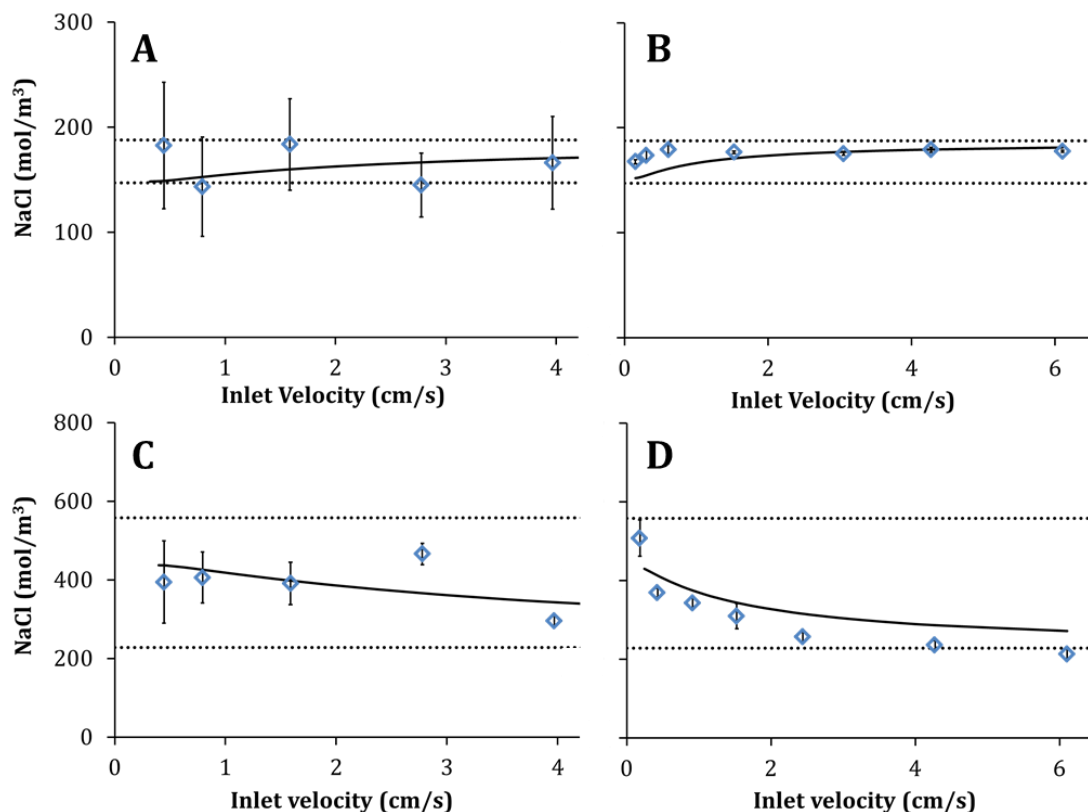 A
B
NaCl (mol/m³)
300
200
100
0
0 1 2 3 4
0 2 4 6
Inlet Velocity (cm/s)
Inlet Velocity (cm/s)
C
D
NaCl (mol/m³)
800
600
400
200
0
0 1 2 3 4
0 2 4 6
Inlet velocity (cm/s)
Inlet velocity (cm/s)